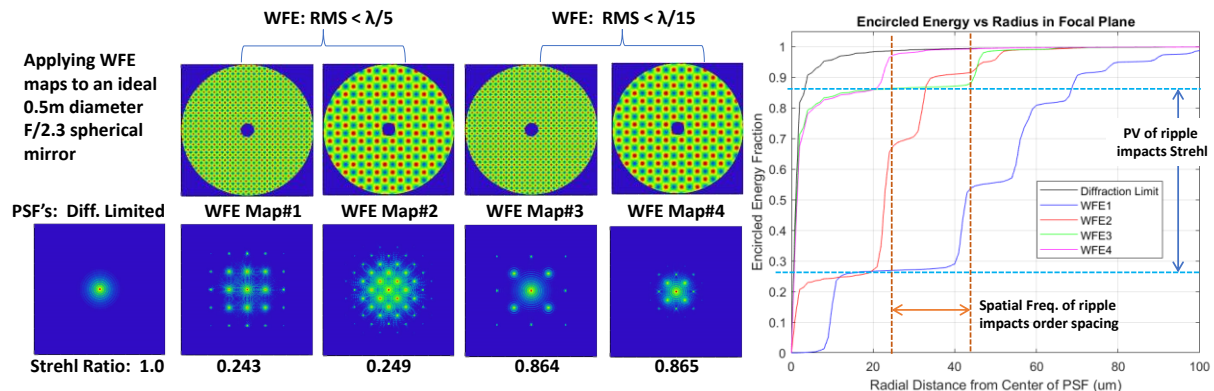 WFE: RMS < λ/5
WFE: RMS < λ/15
Applying WFE
maps to an ideal
0.5m diameter
F/2.3 spherical
mirror
PSF's: Diff. Limited
WFE Map#1
WFE Map#2
WFE Map#3
WFE Map#4
Strehl Ratio: 1.0
0.243
0.249
0.864
0.865
Encircled Energy vs Radius in Focal Plane
Encircled Energy Fraction
1
0.9
0.8
0.7
0.6
0.5
0.4
0.3
0.2
0.1
0
PV of ripple
impacts Strehl
Diffraction Limit
WFE1
WFE2
WFE3
WFE4
Spatial Freq. of ripple
impacts order spacing
0
20
40
60
80
100
Radial Distance from Center of PSF (um)